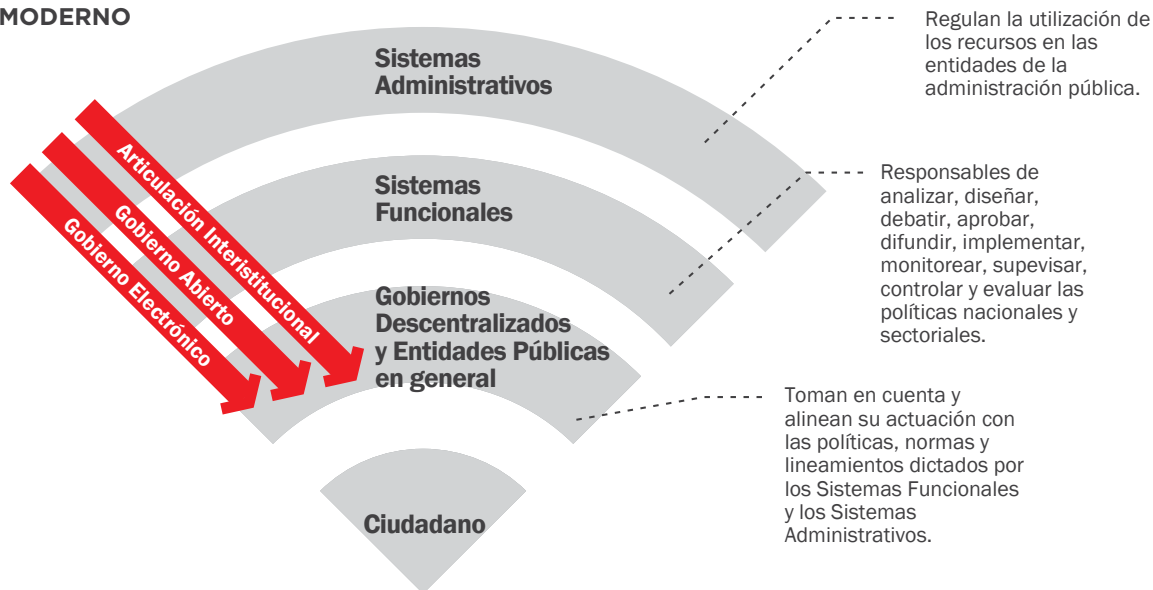 MODERNO
Sistemas
Administrativos
Regulan la utilización de
los recursos en las
entidades de la
administración pública.
Sistemas
Funcionales
Responsables de
analizar, diseñar,
debatir, aprobar,
difundir, implementar,
monitorear, supevisar,
controlar y evaluar las
políticas nacionales y
sectoriales.
Articulación Interistitucional
Gobierno Abierto
Gobierno Electrónico
Gobiernos
Descentralizados
y Entidades Públicas
en general
Toman en cuenta y
alinean su actuación con
las políticas, normas y
lineamientos dictados por
los Sistemas Funcionales
y los Sistemas
Administrativos.
Ciudadano